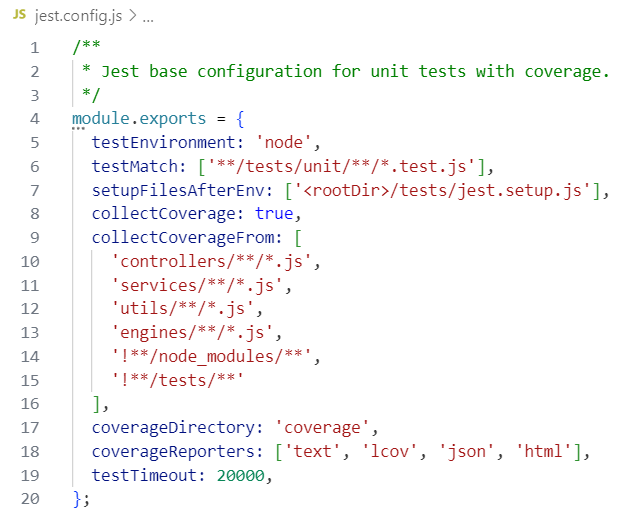 JS jest.config.js > ...
1 /**
2  * Jest base configuration for unit tests with coverage.
3  */
4 module.exports = {
5   testEnvironment: 'node',
6   testMatch: ['**/tests/unit/**/*.test.js'],
7   setupFilesAfterEnv: ['<rootDir>/tests/jest.setup.js'],
8   collectCoverage: true,
9   collectCoverageFrom: [
10     'controllers/**/*.js',
11     'services/**/*.js',
12     'utils/**/*.js',
13     'engines/**/*.js',
14     '!**/node_modules/**',
15     '!**/tests/**'
16   ],
17   coverageDirectory: 'coverage',
18   coverageReporters: ['text', 'lcov', 'json', 'html'],
19   testTimeout: 20000,
20 };